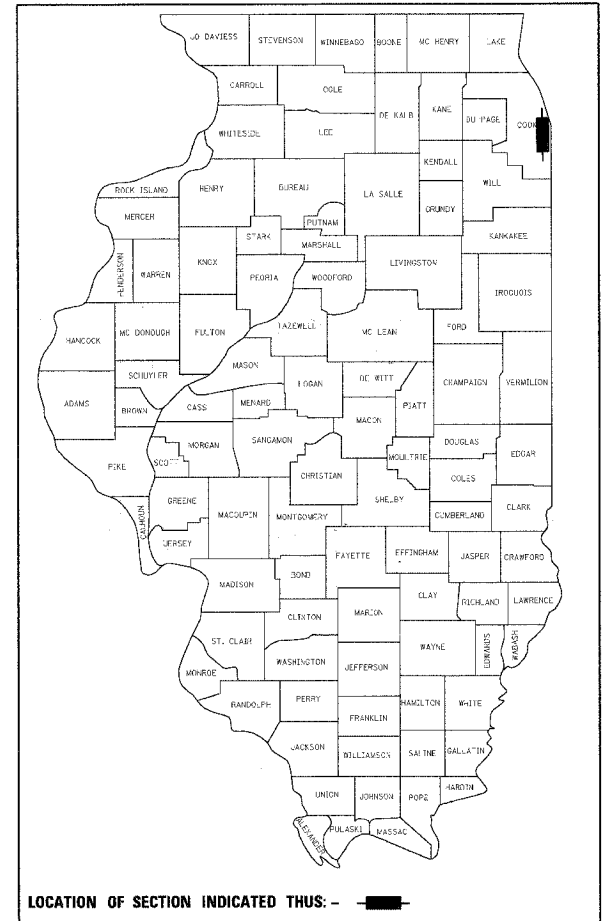 JO DAVIESS STEVENSON WINNEBAGO BOONE MC HENRY LAKE
CARROLL OGLE DE KALB KANE DU PAGE COOK
WHITESIDE LEE
KENDALL WILL
ROCK ISLAND HENRY BUREAU LA SALLE GRUNDY
MERCER PUTNAM KANKAKEE
STARK MARSHALL
HENDERSON WARREN KNOX PEORIA WOODFORD LIVINGSTON IROQUOIS
FORD
HANCOCK MC DONOUGH FULTON TAZEWELL MC LEAN
MASON
SCHUYLER LOGAN DE WITT CHAMPAIGN VERMILION
ADAMS BROWN CASS MENARD MACON PIATT
MORGAN SANGAMON DOUGLAS EDGAR
PIKE SCOTT CHRISTIAN MOULTRIE COLES
GREENE SHELBY CLARK
CALHOUN MACOUPIN MONTGOMERY CUMBERLAND
JERSEY FAYETTE EFFINGHAM JASPER CRAWFORD
MADISON BOND
CLAY RICHLAND LAWRENCE
CLIXTON MARION
ST. CLAIR WAYNE EDWARDS WABASH
WASHINGTON JEFFERSON
MONROE
RANDOLPH PERRY HAMILTON WHITE
FRANKLIN
JACKSON WILLIAMSON SALINE GALLATIN
HARDIN
UNION JOHNSON POPE
ALEXANDER PULASKI MASSAC
LOCATION OF SECTION INDICATED THUS: -